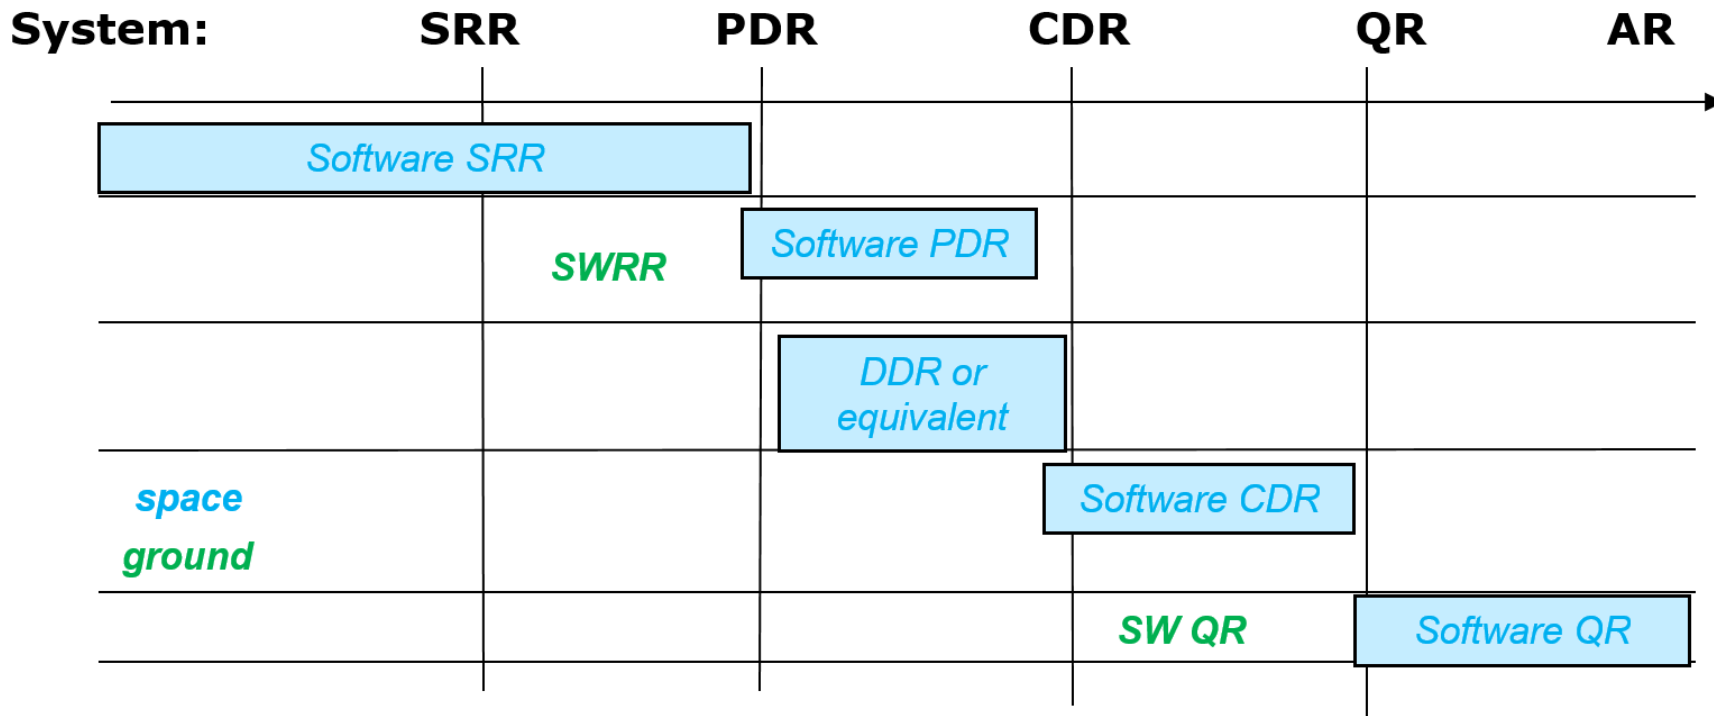 System: SRR PDR CDR QR AR
Software SRR
SWRR Software PDR
DDR or
equivalent
space Software CDR
ground
SW QR Software QR